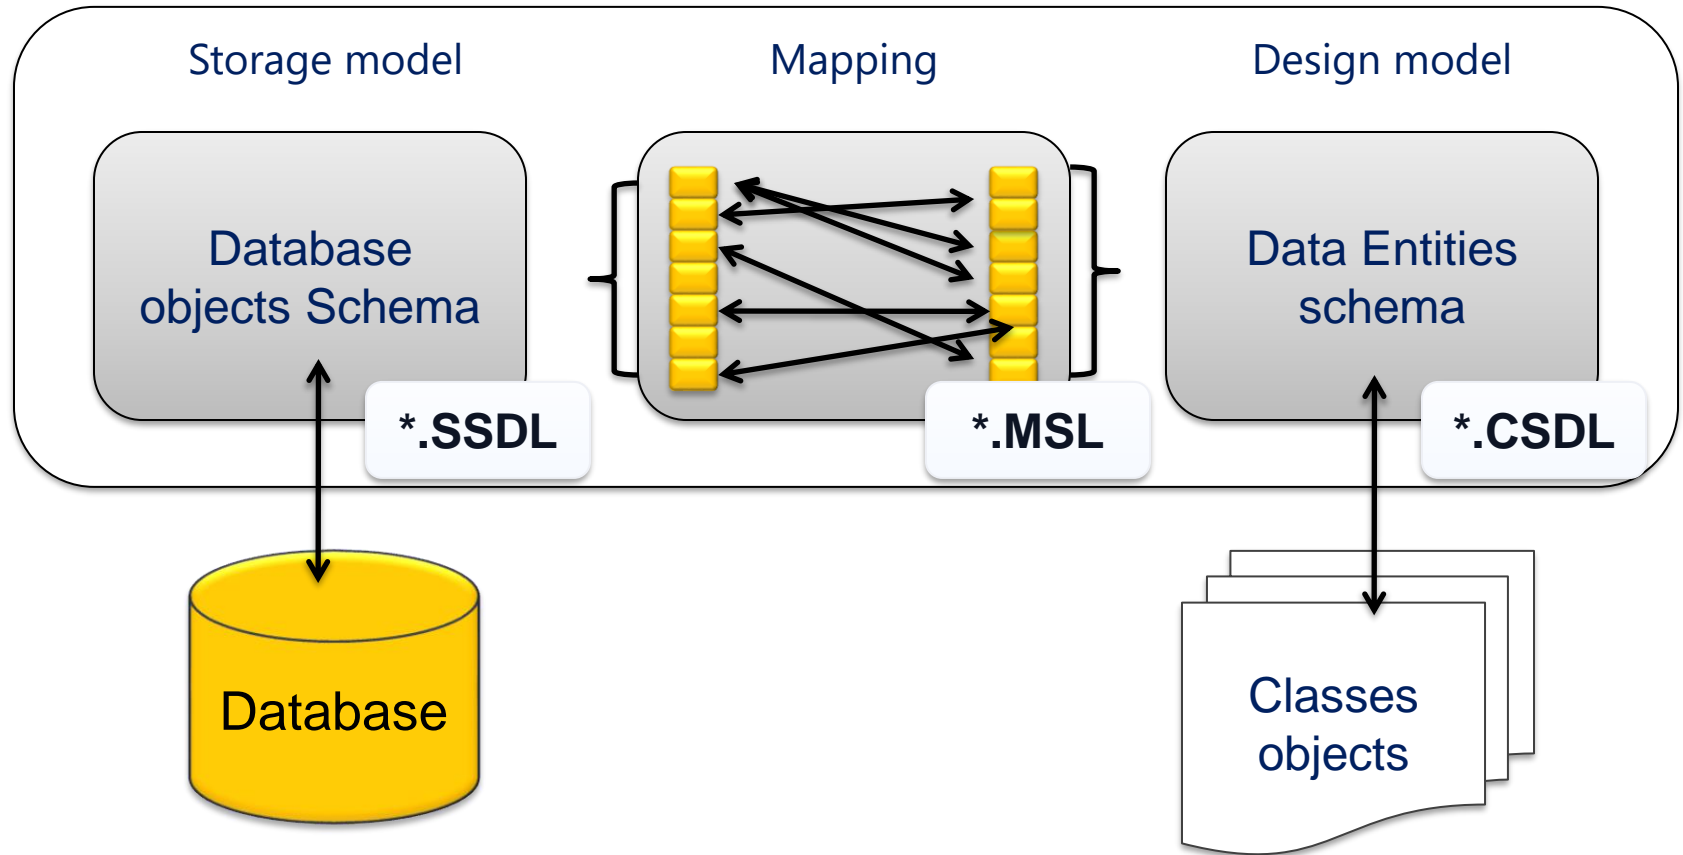 Storage model
Mapping
Design model
Database
objects Schema
Data Entities
schema
*.SSDL
*.MSL
*.CSDL
Database
Classes
objects